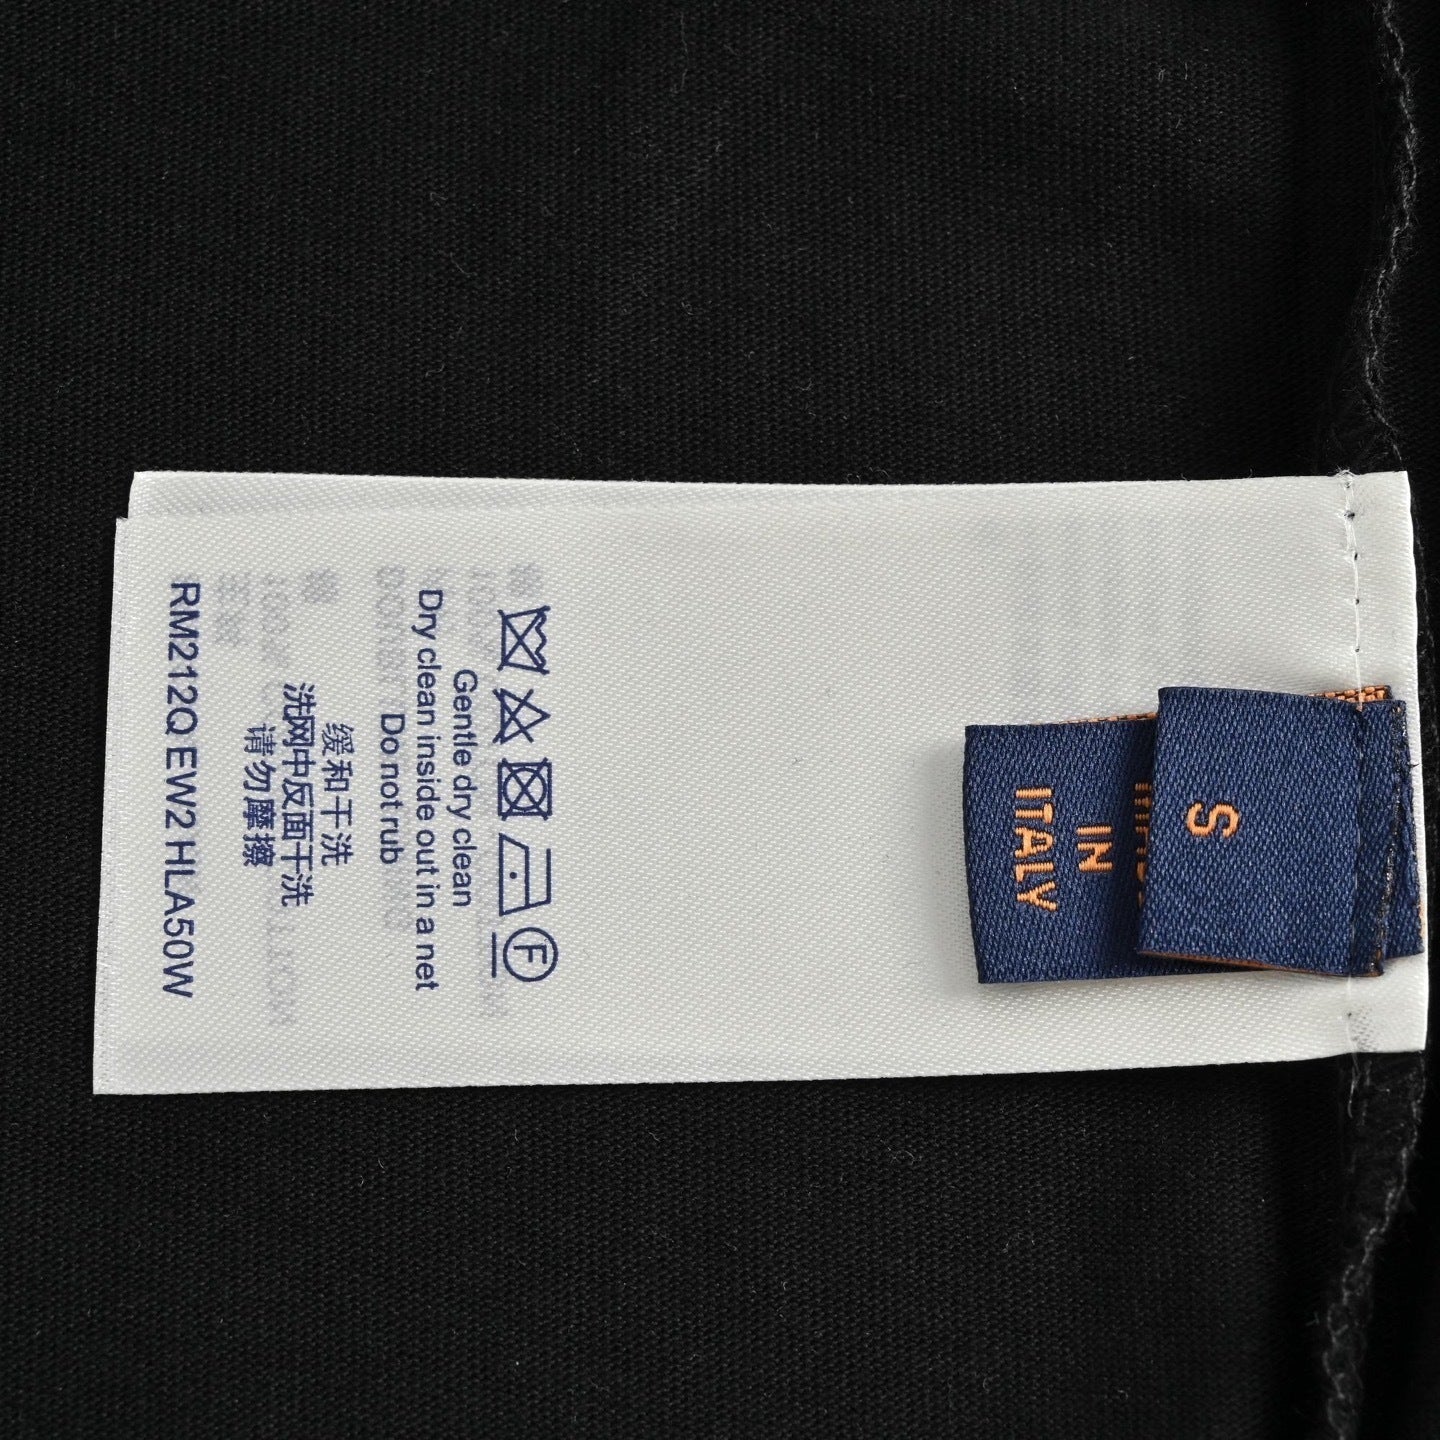 F
Gentle dry clean
Dry clean inside out in a net
Do not rub
缓和干洗
洗网中反面干洗
请勿摩擦
RM212Q EW2 HLA50W
S
IN
ITALY